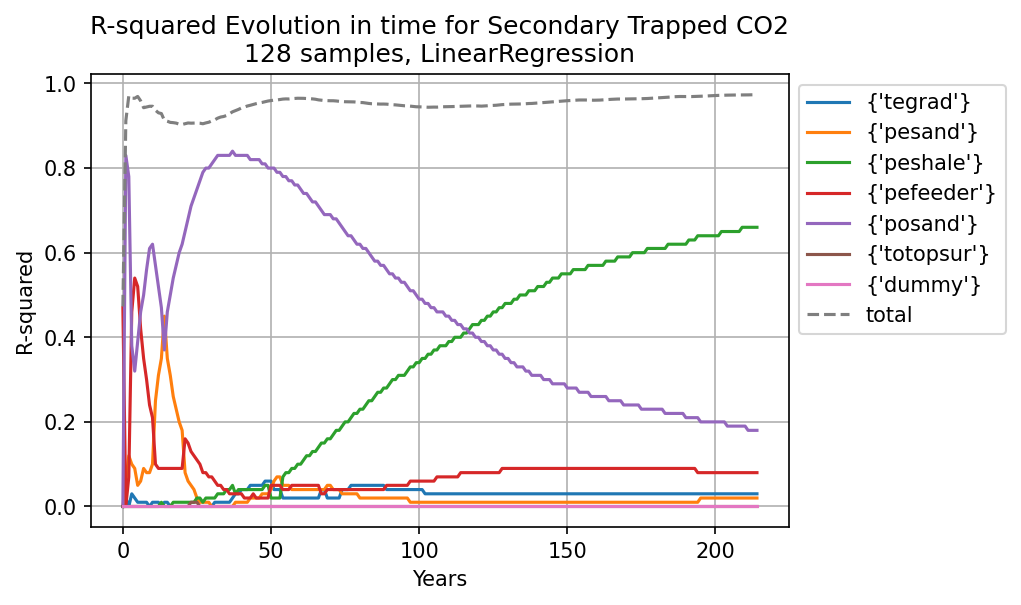 R-squared Evolution in time for Secondary Trapped CO2
128 samples, LinearRegression
1.0
0.8
0.6
0.4
0.2
0.0
R-squared
0
50
100
150
200
Years
{'tegrad'}
{'pesand'}
{'peshale'}
{'pefeeder'}
{'posand'}
{'totopsur'}
{'dummy'}
total